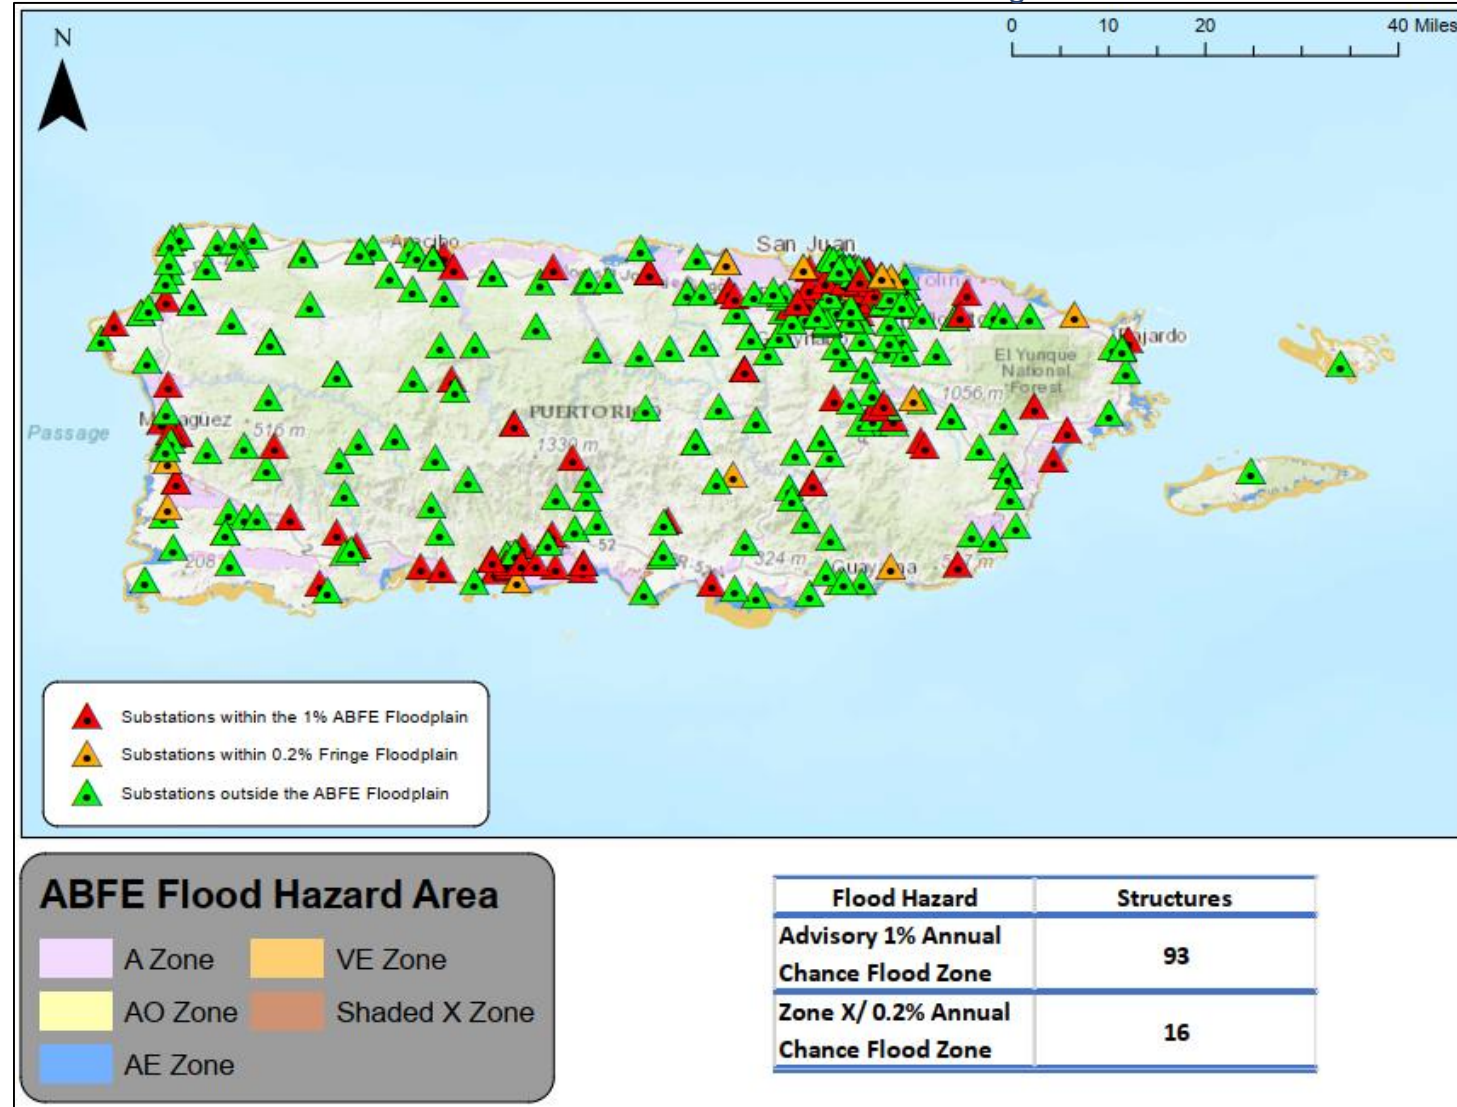 N
0 10 20 40 Miles
San Juan
Arecibo
Passage
516 m
PUERTO RICO
1330 m
El Yunque
National
Forest
1056 m
208
52
324 m
Substations within the 1% ABFE Floodplain
Substations within 0.2% Fringe Floodplain
Substations outside the ABFE Floodplain
ABFE Flood Hazard Area
A Zone VE Zone
AO Zone Shaded X Zone
AE Zone
Flood Hazard Structures
Advisory 1% Annual
Chance Flood Zone 93
Zone X/ 0.2% Annual
Chance Flood Zone 16